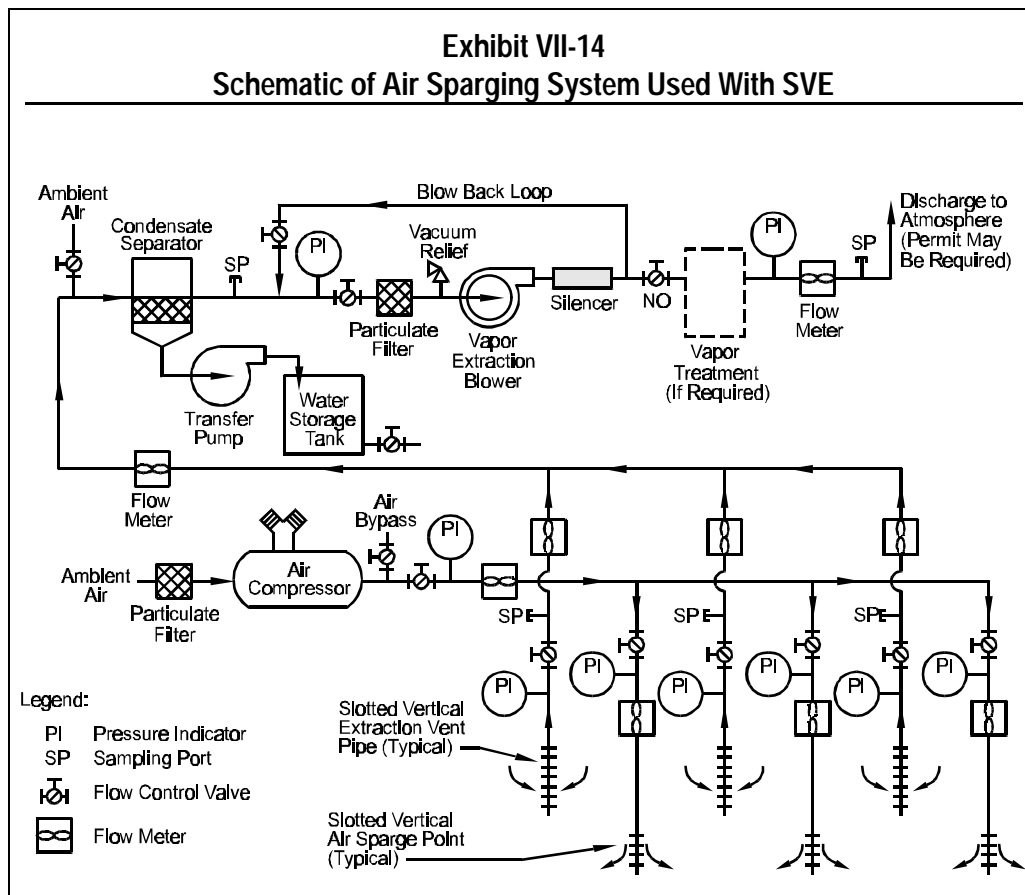 Exhibit VII-14
Schematic of Air Sparging System Used With SVE
Ambient
Air
Condensate
Separator
SP
Blow Back Loop
PI
Vacuum
Relief
Particulate
Filter
Vapor
Extraction
Blower
Silencer
NO
Vapor
Treatment
(If Required)
PI
Flow
Meter
SP
Discharge to
Atmosphere
(Permit May
Be Required)
Transfer
Pump
Water
Storage
Tank
Flow
Meter
Ambient
Air
Particulate
Filter
Air
Compressor
Air
Bypass
PI
SP
SP
SP
PI
PI
PI
PI
PI
PI
Slotted Vertical
Extraction Vent
Pipe (Typical)
Slotted Vertical
Air Sparge Point
(Typical)
Legend:
PI Pressure Indicator
SP Sampling Port
Flow Control Valve
Flow Meter